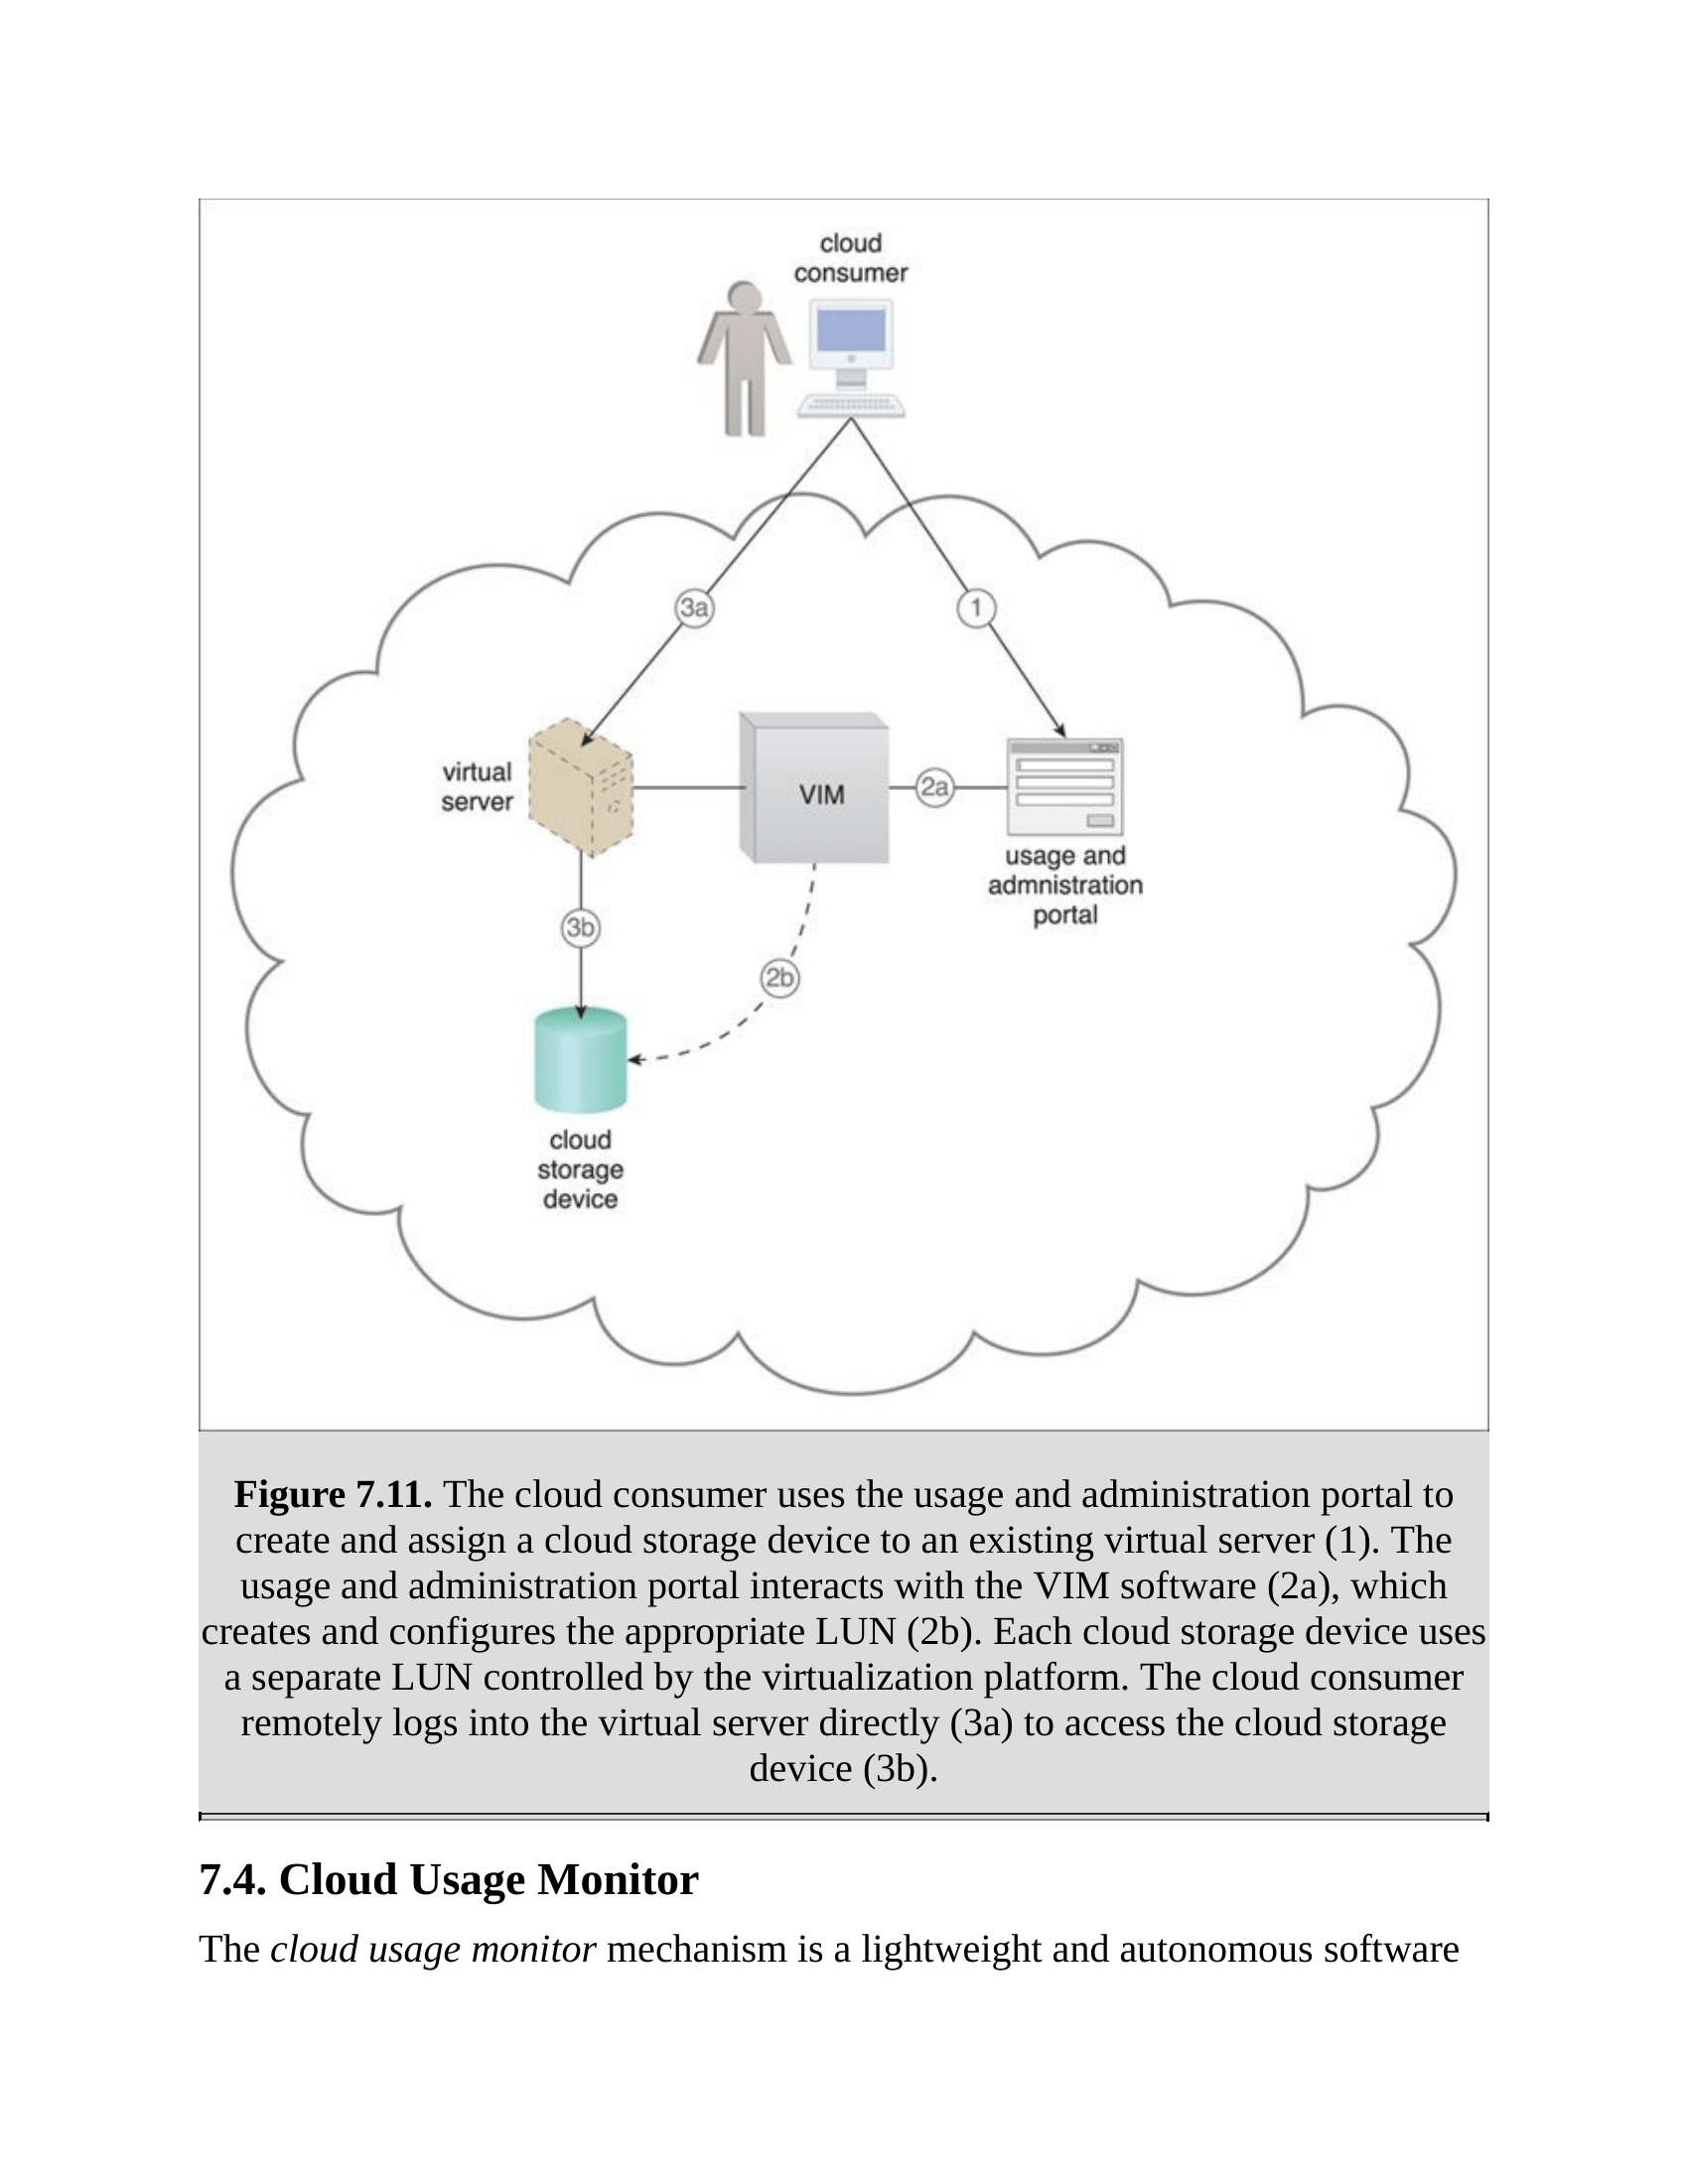 cloud
consumer
3a
1
virtual
server
VIM
2a
usage and
admnistration
portal
3b
2b
cloud
storage
device
Figure 7.11. The cloud consumer uses the usage and administration portal to
create and assign a cloud storage device to an existing virtual server (1). The
usage and administration portal interacts with the VIM software (2a), which
creates and configures the appropriate LUN (2b). Each cloud storage device uses
a separate LUN controlled by the virtualization platform. The cloud consumer
remotely logs into the virtual server directly (3a) to access the cloud storage
device (3b).
7.4. Cloud Usage Monitor
The cloud usage monitor mechanism is a lightweight and autonomous software